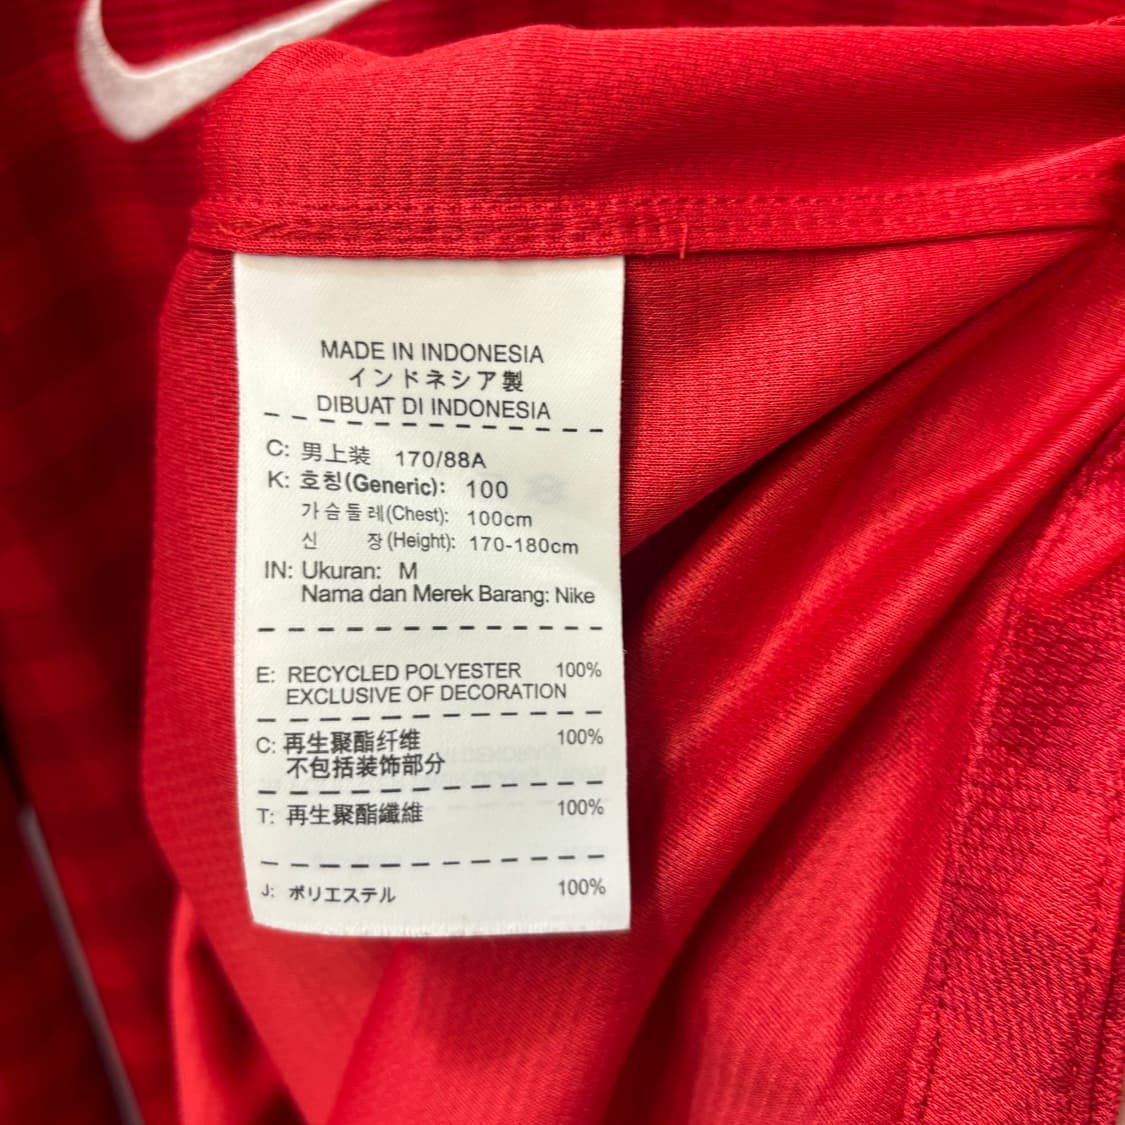 MADE IN INDONESIA
インドネシア製
DIBUAT DI INDONESIA
C: 男上装 170/88A
K: 호칭(Generic): 100
가슴둘레(Chest): 100cm
신 장(Height): 170-180cm
IN: Ukuran: M
Nama dan Merek Barang: Nike
E: RECYCLED POLYESTER 100%
EXCLUSIVE OF DECORATION
C: 再生聚酯纤维 100%
不包括装饰部分
T: 再生聚酯纖維 100%
J: ポリエステル 100%